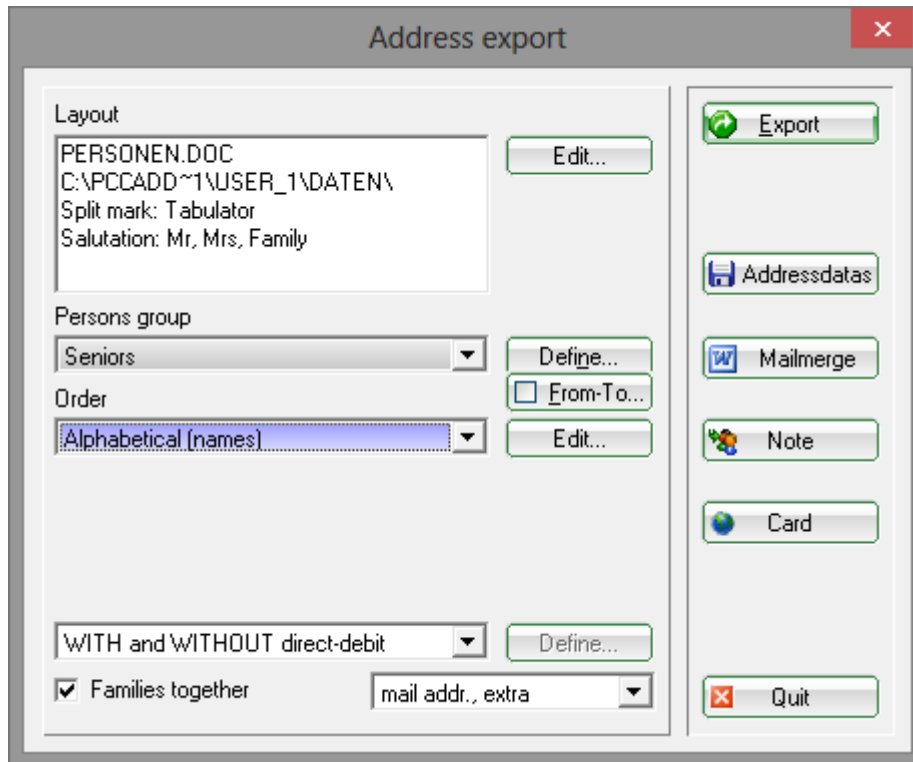 Address export
Layout
PERSONEN.DOC
C:\PCCADD~1\USER_1\DATEN\
Split mark: Tabulator
Salutation: Mr, Mrs, Family
Edit...
Persons group
Seniors
Define...
From-To...
Order
Alphabetical (names)
Edit...
WITH and WITHOUT direct-debit
Define...
Families together
mail addr., extra
Export
Addressdatas
Mailmerge
Note
Card
Quit